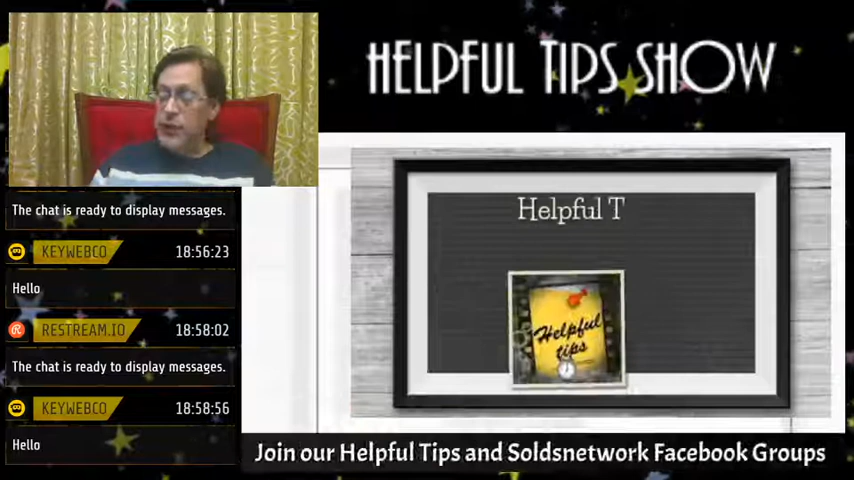 HELPFUL TIPS SHOW
The chat is ready to display messages.
KEYWEBCO 18:56:23
Hello
RESTREAM.IO 18:58:02
The chat is ready to display messages.
KEYWEBCO 18:58:56
Hello
Helpful T
Helpful
tips
Join our Helpful Tips and Soldsnetwork Facebook Groups